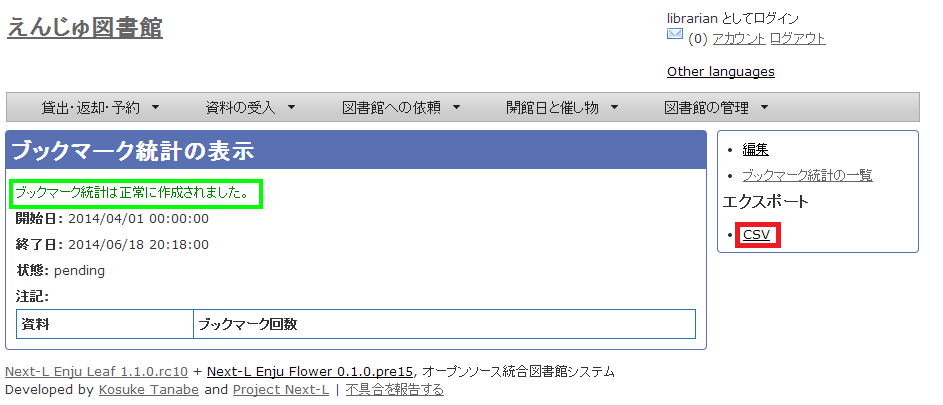 えんじゅ図書館
librarian としてログイン
(0) アカウント ログアウト
Other languages
貸出・返却・予約 ▼ 資料の受入 ▼ 図書館への依頼 ▼ 開館日と催し物 ▼ 図書館の管理 ▼
ブックマーク統計の表示
ブックマーク統計は正常に作成されました。
開始日: 2014/04/01 00:00:00
終了日: 2014/06/18 20:18:00
状態: pending
注記:
資料 ブックマーク回数
• 編集
• ブックマーク統計の一覧
エクスポート
• CSV
Next-L Enju Leaf 1.1.0.rc10 + Next-L Enju Flower 0.1.0.pre15, オープンソース統合図書館システム
Developed by Kosuke Tanabe and Project Next-L | 不具合を報告する